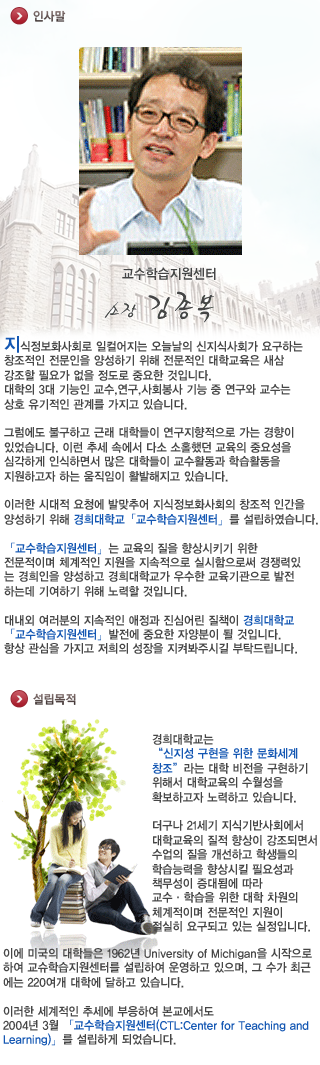 인사말
교수학습지원센터
소장 김종복
지식정보화사회로 일컬어지는 오늘날의 신지식사회가 요구하는
창조적인 전문인을 양성하기 위해 전문적인 대학교육은 새삼
강조할 필요가 없을 정도로 중요한 것입니다.
대학의 3대 기능인 교수,연구,사회봉사 기능 중 연구와 교수는
상호 유기적인 관계를 가지고 있습니다.
그럼에도 불구하고 근래 대학들이 연구지향적으로 가는 경향이
있었습니다. 이런 추세 속에서 다소 소홀했던 교육의 중요성을
심각하게 인식하면서 많은 대학들이 교수활동과 학습활동을
지원하고자 하는 움직임이 활발해지고 있습니다.
이러한 시대적 요청에 발맞추어 지식정보화사회의 창조적 인간을
양성하기 위해 경희대학교「교수학습지원센터」를 설립하였습니다.
「교수학습지원센터」는 교육의 질을 향상시키기 위한
전문적이며 체계적인 지원을 지속적으로 실시함으로써 경쟁력있
는 경희인을 양성하고 경희대학교가 우수한 교육기관으로 발전
하는데 기여하기 위해 노력할 것입니다.
대내외 여러분의 지속적인 애정과 진심어린 질책이 경희대학교
「교수학습지원센터」발전에 중요한 자양분이 될 것입니다.
항상 관심을 가지고 저희의 성장을 지켜봐주시길 부탁드립니다.
설립목적
경희대학교는
“신지성 구현을 위한 문화세계
창조”라는 대학 비전을 구현하기
위해서 대학교육의 수월성을
확보하고자 노력하고 있습니다.
더구나 21세기 지식기반사회에서
대학교육의 질적 향상이 강조되면서
수업의 질을 개선하고 학생들의
학습능력을 향상시킬 필요성과
책무성이 증대됨에 따라
교수·학습을 위한 대학 차원의
체계적이며 전문적인 지원이
절실히 요구되고 있는 실정입니다.
이에 미국의 대학들은 1962년 University of Michigan을 시작으로
하여 교수학습지원센터를 설립하여 운영하고 있으며, 그 수가 최근
에는 220여개 대학에 달하고 있습니다.
이러한 세계적인 추세에 부응하여 본교에서도
2004년 3월 「교수학습지원센터(CTL:Center for Teaching and
Learning)」를 설립하게 되었습니다.